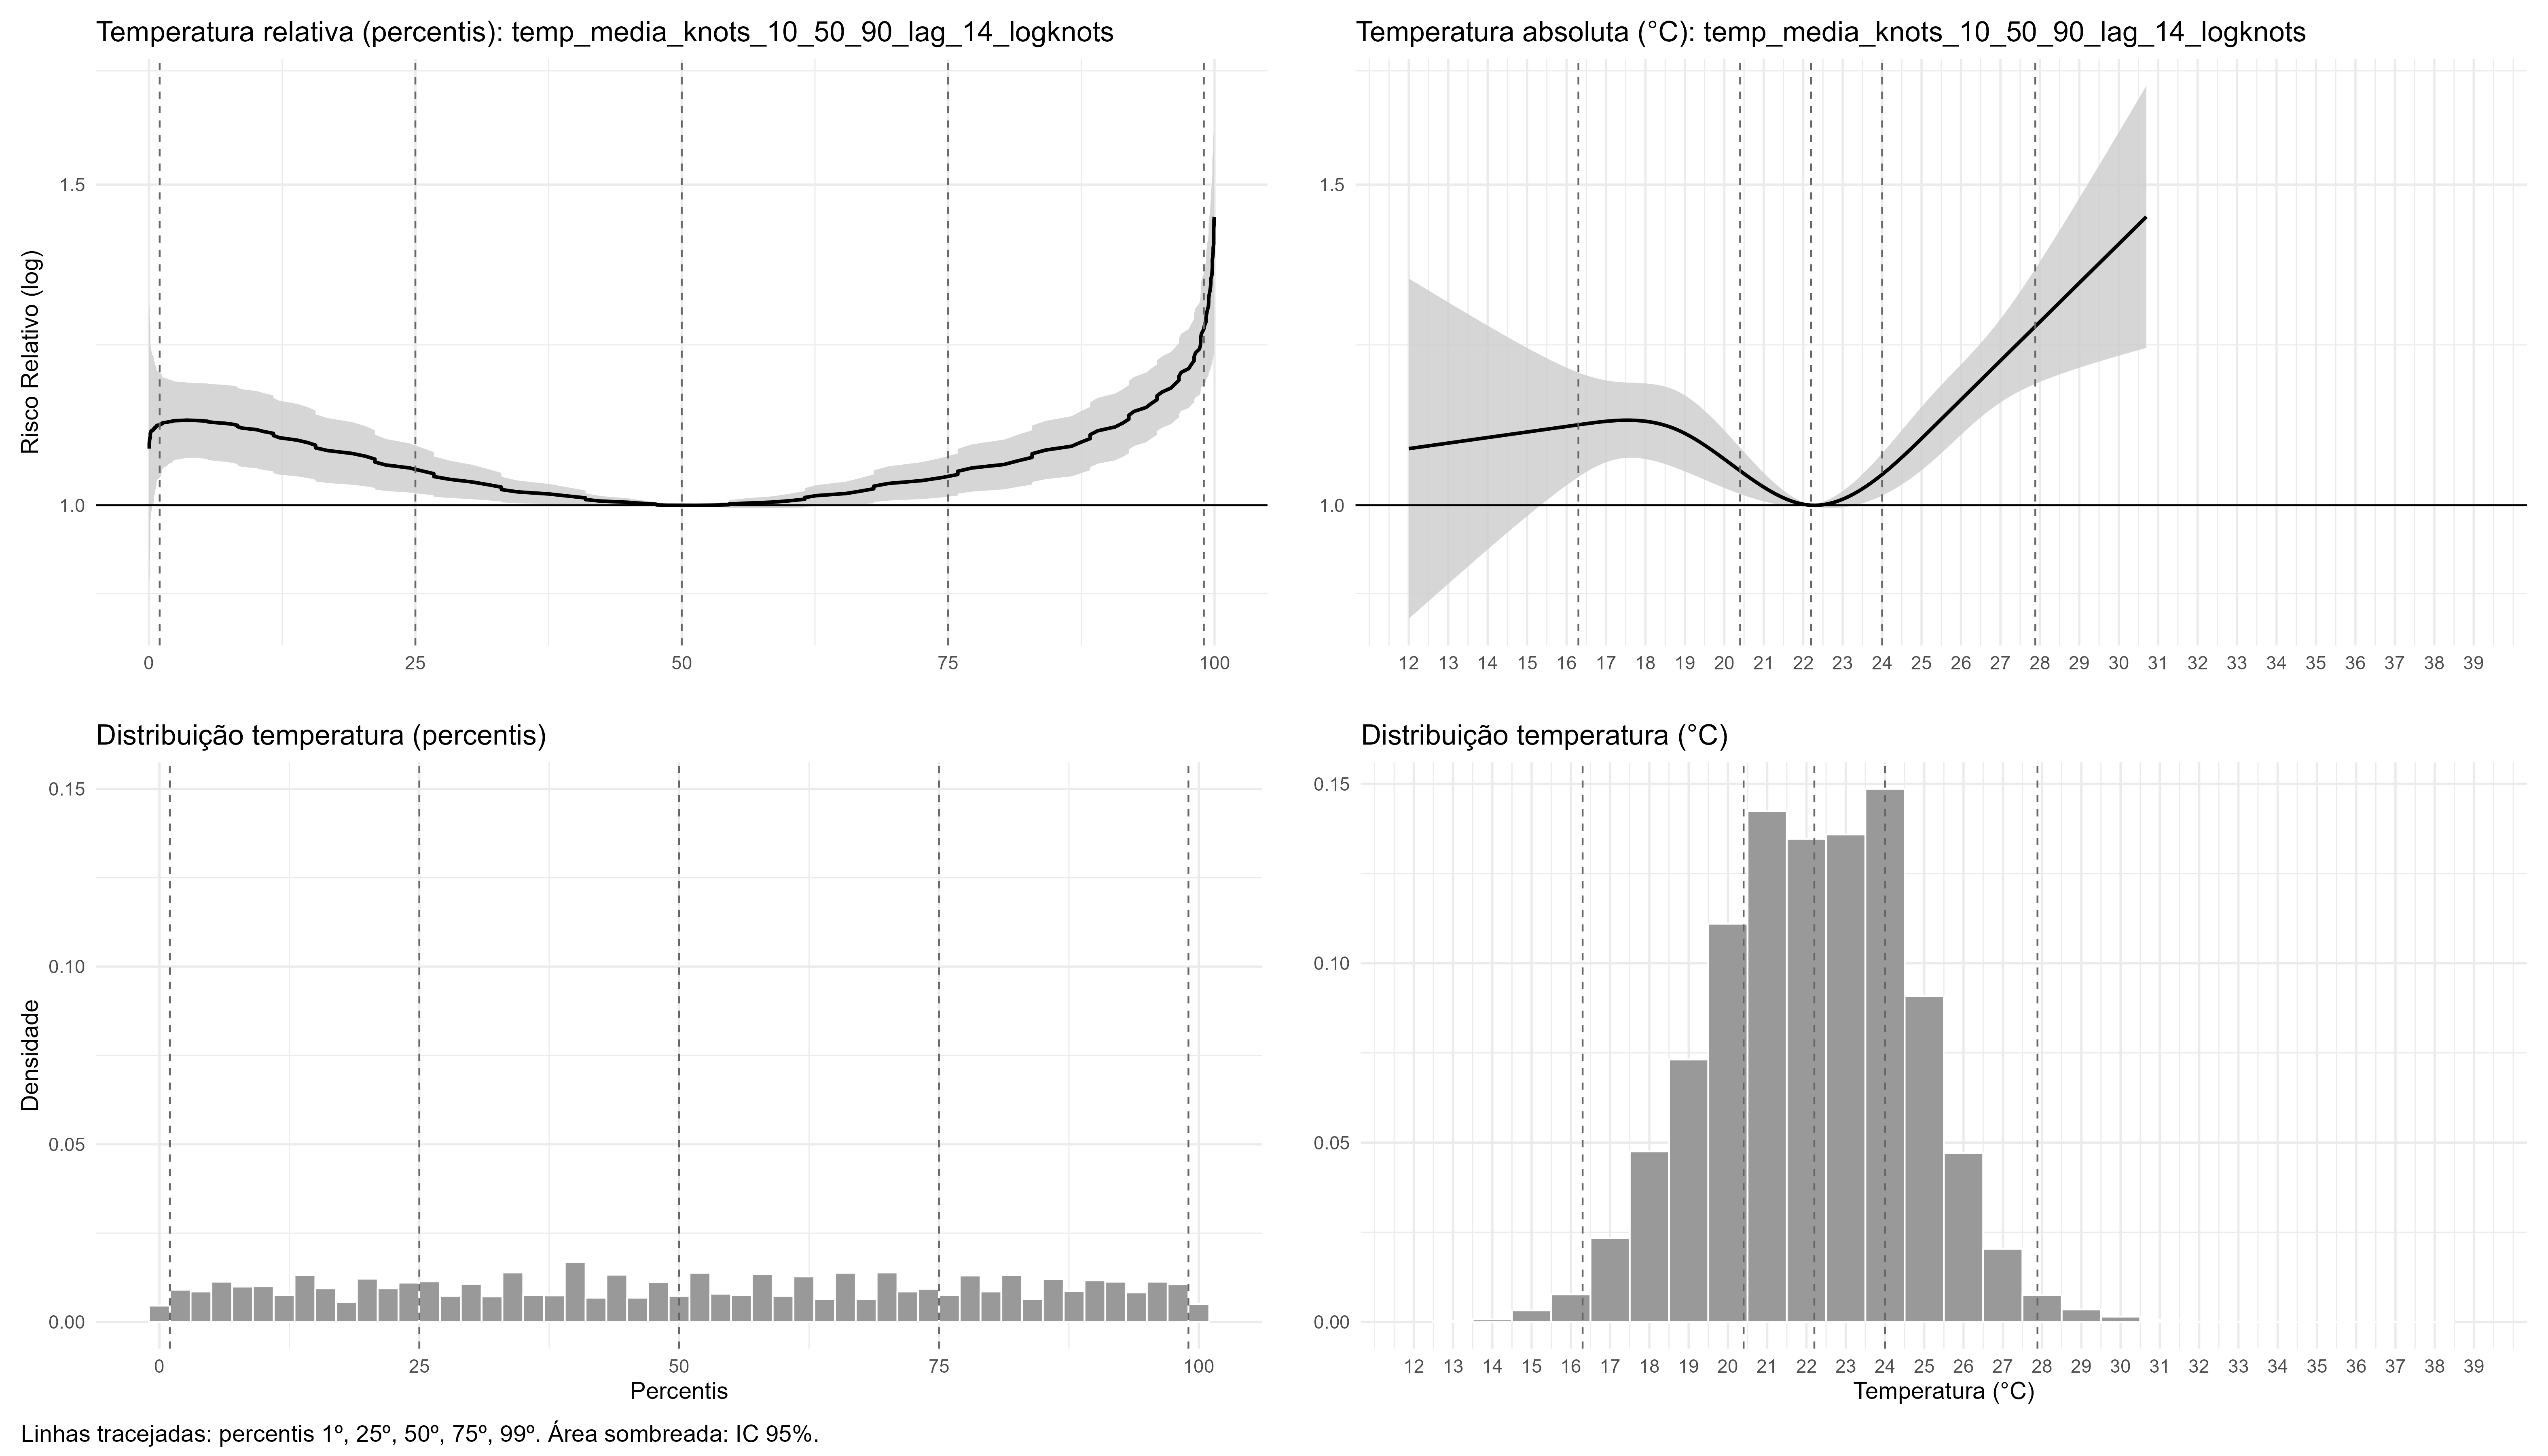 Temperatura relativa (percentis): temp_media_knots_10_50_90_lag_14_logknots
Risco Relativo (log)
1.5
1.0
0 25 50 75 100
Temperatura absoluta (°C): temp_media_knots_10_50_90_lag_14_logknots
1.5
1.0
12 13 14 15 16 17 18 19 20 21 22 23 24 25 26 27 28 29 30 31 32 33 34 35 36 37 38 39
Distribuição temperatura (percentis)
Densidade
0.15
0.10
0.05
0.00
0 25 50 75 100
Percentis
Distribuição temperatura (°C)
0.15
0.10
0.05
0.00
12 13 14 15 16 17 18 19 20 21 22 23 24 25 26 27 28 29 30 31 32 33 34 35 36 37 38 39
Temperatura (°C)
Linhas tracejadas: percentis 1º, 25º, 50º, 75º, 99º. Área sombreada: IC 95%.